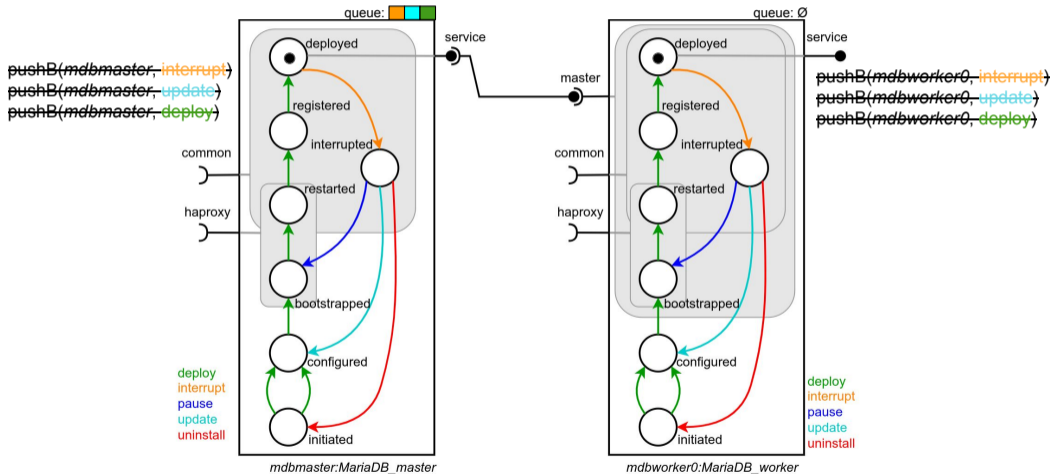 queue:
queue: Ø
deployed
service
deployed
service
pushB(mdbmaster, interrupt)
pushB(mdbmaster, update)
pushB(mdbmaster, deploy)
master
pushB(mdbworker0, interrupt)
pushB(mdbworker0, update)
pushB(mdbworker0, deploy)
registered
registered
interrupted
interrupted
common
common
restarted
restarted
haproxy
haproxy
bootstrapped
bootstrapped
configured
configured
deploy
interrupt
pause
update
uninstall
deploy
interrupt
pause
update
uninstall
initiated
initiated
mdbmaster:MariaDB_master
mdbworker0:MariaDB_worker